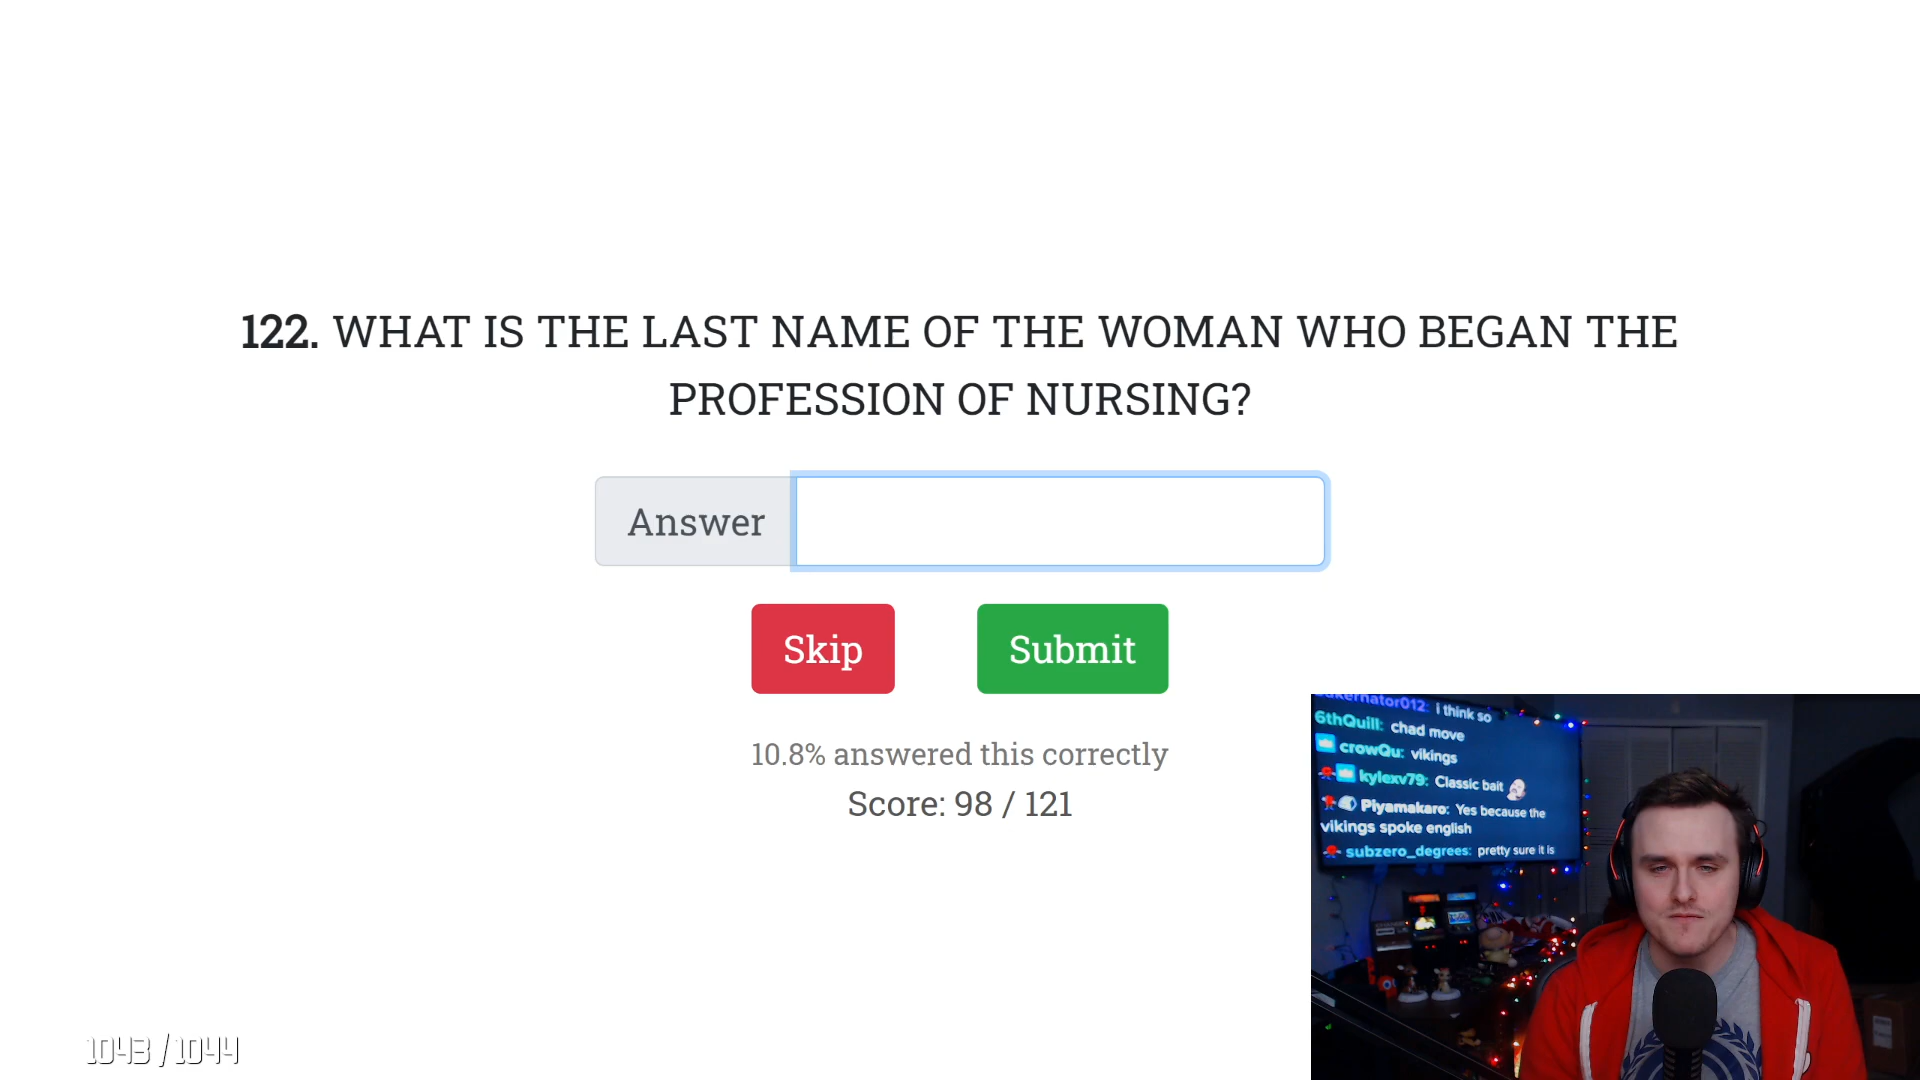 122. WHAT IS THE LAST NAME OF THE WOMAN WHO BEGAN THE
PROFESSION OF NURSING?
Answer
Skip
Submit
10.8% answered this correctly
Score: 98 / 121
i think so
6thQuill: chad move
crowQu: vikings
kylexv79: Classic bait
Piyamakaro: Yes because the
vikings spoke english
subzero_degrees: pretty sure it is
1043 / 1044